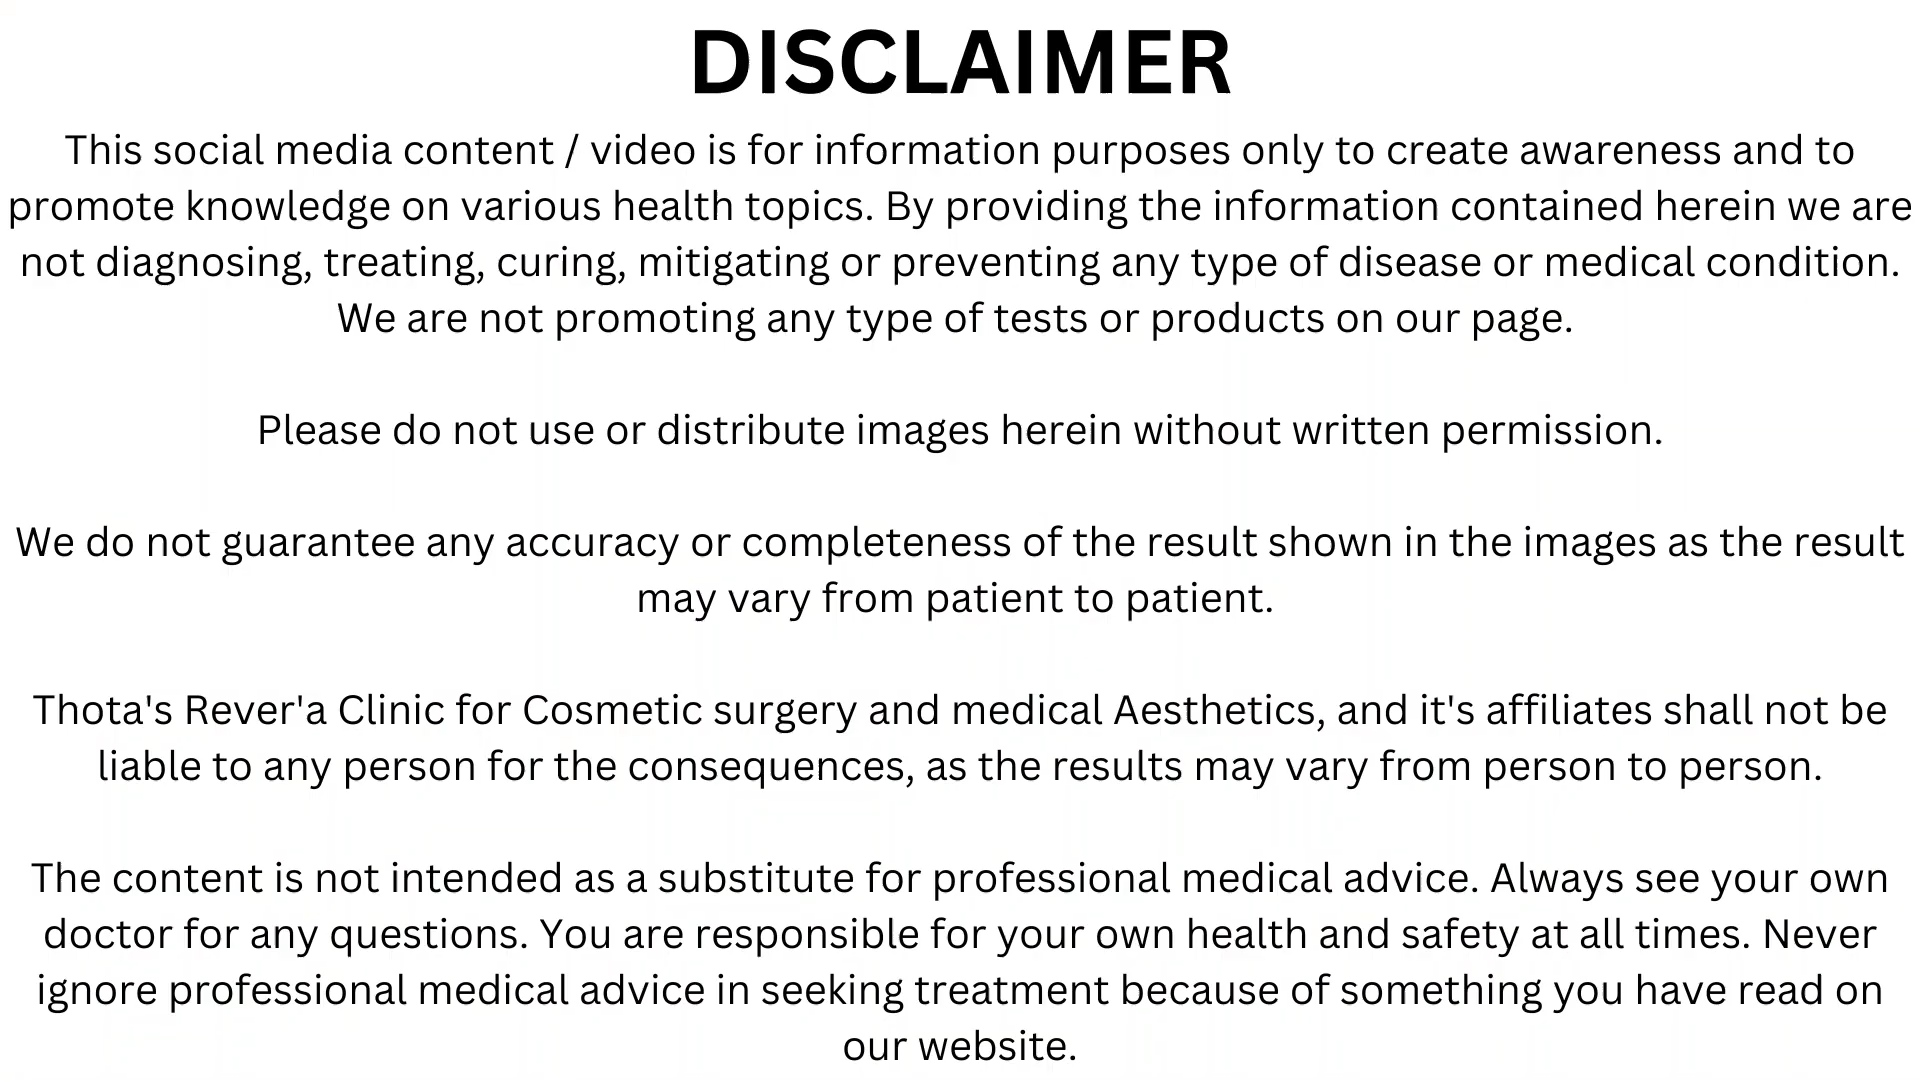 DISCLAIMER
This social media content / video is for information purposes only to create awareness and to
promote knowledge on various health topics. By providing the information contained herein we are
not diagnosing, treating, curing, mitigating or preventing any type of disease or medical condition.
We are not promoting any type of tests or products on our page.
Please do not use or distribute images herein without written permission.
We do not guarantee any accuracy or completeness of the result shown in the images as the result
may vary from patient to patient.
Thota's Rever'a Clinic for Cosmetic surgery and medical Aesthetics, and it's affiliates shall not be
liable to any person for the consequences, as the results may vary from person to person.
The content is not intended as a substitute for professional medical advice. Always see your own
doctor for any questions. You are responsible for your own health and safety at all times. Never
ignore professional medical advice in seeking treatment because of something you have read on
our website.